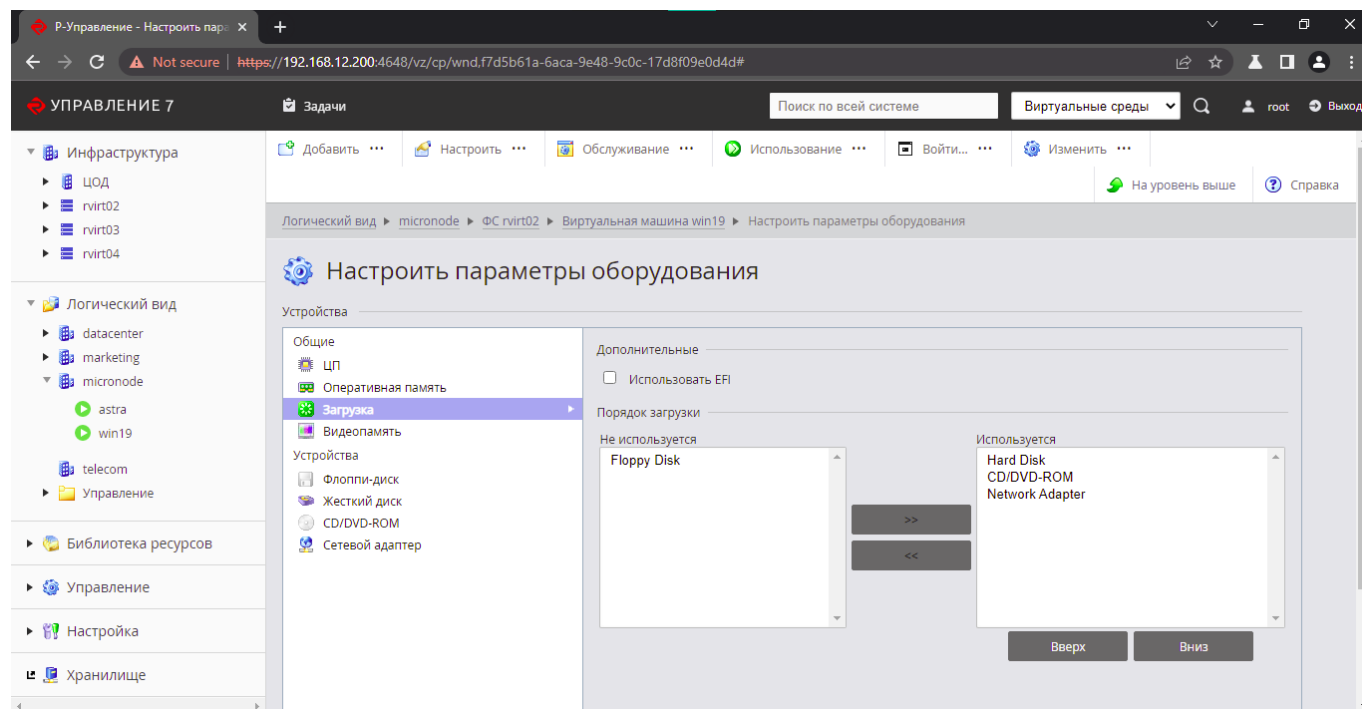 Р-Управление - Настроить пара
Not secure | https://192.168.12.200:4648/vz/cp/wnd,f7d5b61a-6aca-9e48-9c0c-17d8f09e0d4d#
УПРАВЛЕНИЕ 7
Задачи
Поиск по всей системе
Виртуальные среды
root
Выход
Инфраструктура
ЦОД
rvirt02
rvirt03
rvirt04
Логический вид
datacenter
marketing
micronode
astra
win19
telecom
Управление
Библиотека ресурсов
Управление
Настройка
Хранилище
Добавить ••• Настроить ••• Обслуживание ••• Использование ••• Войти... ••• Изменить •••
На уровень выше
Справка
Логический вид ▸ micronode ▸ ФС rvirt02 ▸ Виртуальная машина win19 ▸ Настроить параметры оборудования
Настроить параметры оборудования
Устройства
Общие
ЦП
Оперативная память
Загрузка
Видеопамять
Устройства
Флоппи-диск
Жесткий диск
CD/DVD-ROM
Сетевой адаптер
Дополнительные
Использовать EFI
Порядок загрузки
Не используется
Floppy Disk
>>
<<
Используется
Hard Disk
CD/DVD-ROM
Network Adapter
Вверх
Вниз